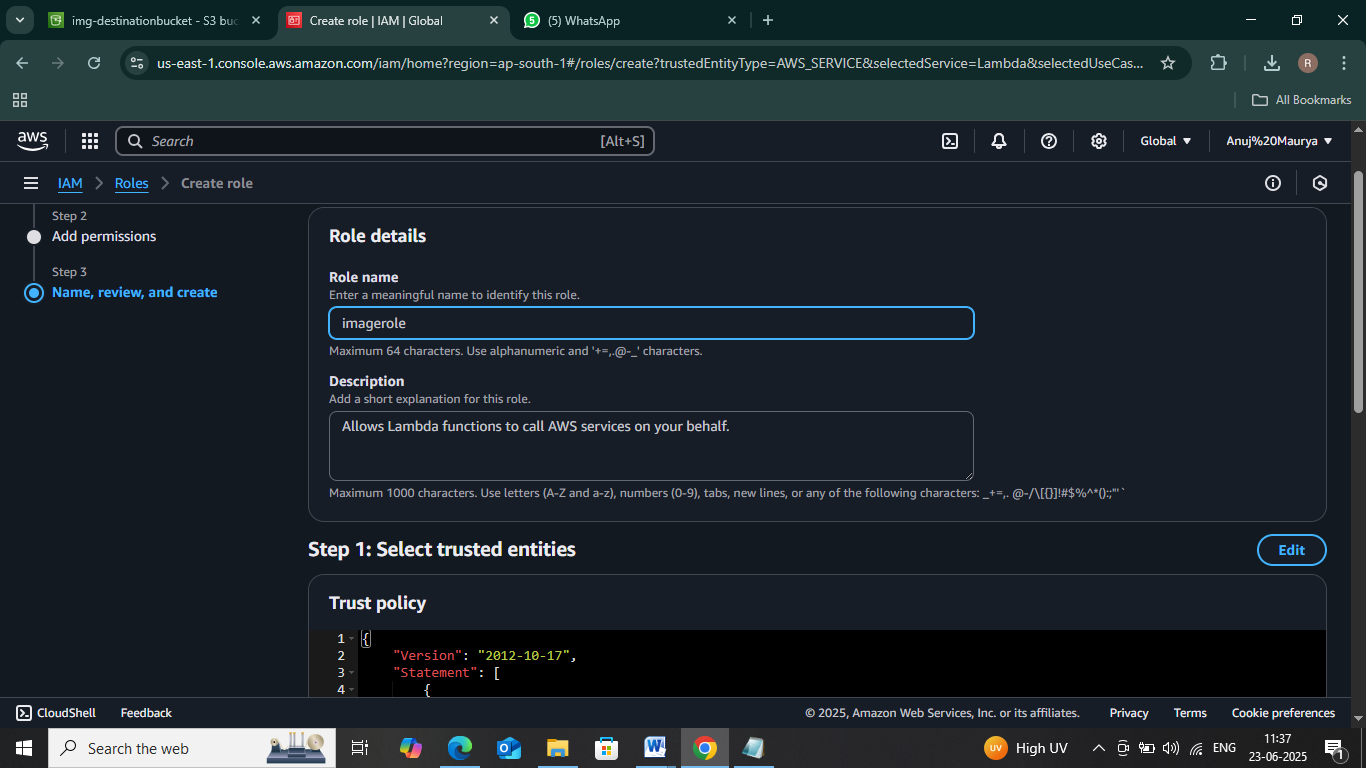 img-destinationbucket - S3 buc
Create role | IAM | Global
(5) WhatsApp
us-east-1.console.aws.amazon.com/iam/home?region=ap-south-1#/roles/create?trustedEntityType=AWS_SERVICE&selectedService=Lambda&selectedUseCas...
R
All Bookmarks
aws
Search
[Alt+S]
Global
Anuj%20Maurya
IAM
Roles
Create role
Step 2
Add permissions
Step 3
Name, review, and create
Role details
Role name
Enter a meaningful name to identify this role.
imagerole
Maximum 64 characters. Use alphanumeric and '+=,.@-_' characters.
Description
Add a short explanation for this role.
Allows Lambda functions to call AWS services on your behalf.
Maximum 1000 characters. Use letters (A-Z and a-z), numbers (0-9), tabs, new lines, or any of the following characters: _+=,. @-/\[{}]!#$%^*();:"'`
Step 1: Select trusted entities
Edit
Trust policy
1 {
2 "Version": "2012-10-17",
3 "Statement": [
4 {
CloudShell
Feedback
© 2025, Amazon Web Services, Inc. or its affiliates.
Privacy
Terms
Cookie preferences
Search the web
UV
High UV
ENG
11:37
23-06-2025
1